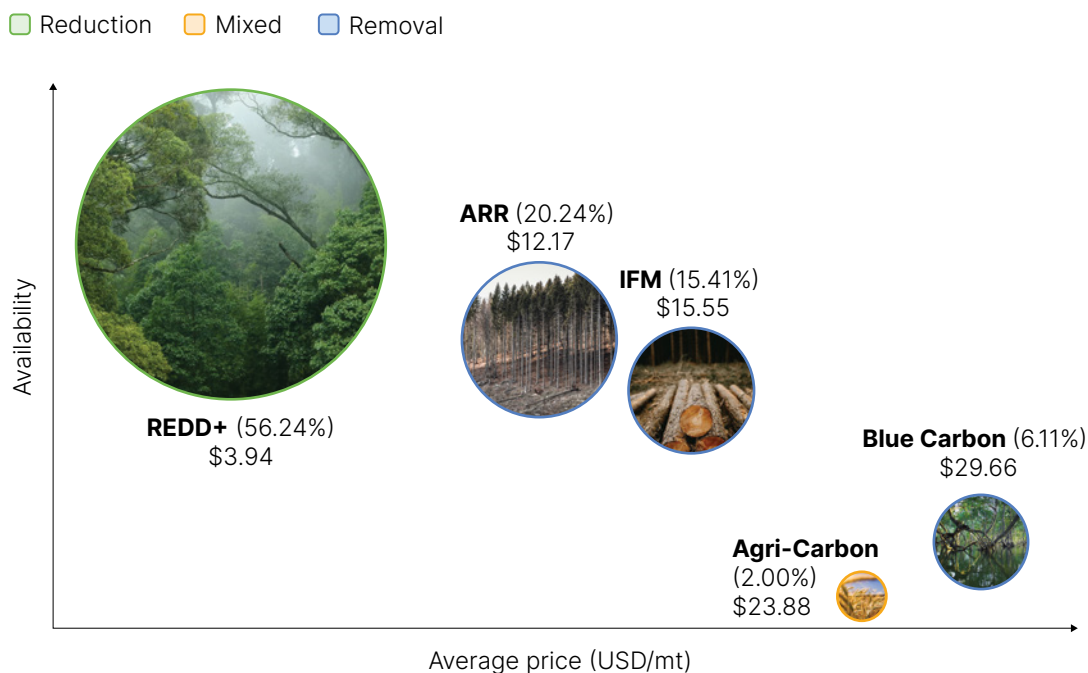 Reduction Mixed Removal
Availability
REDD+ (56.24%)
$3.94
ARR (20.24%)
$12.17
IFM (15.41%)
$15.55
Blue Carbon (6.11%)
$29.66
Agri-Carbon
(2.00%)
$23.88
Average price (USD/mt)